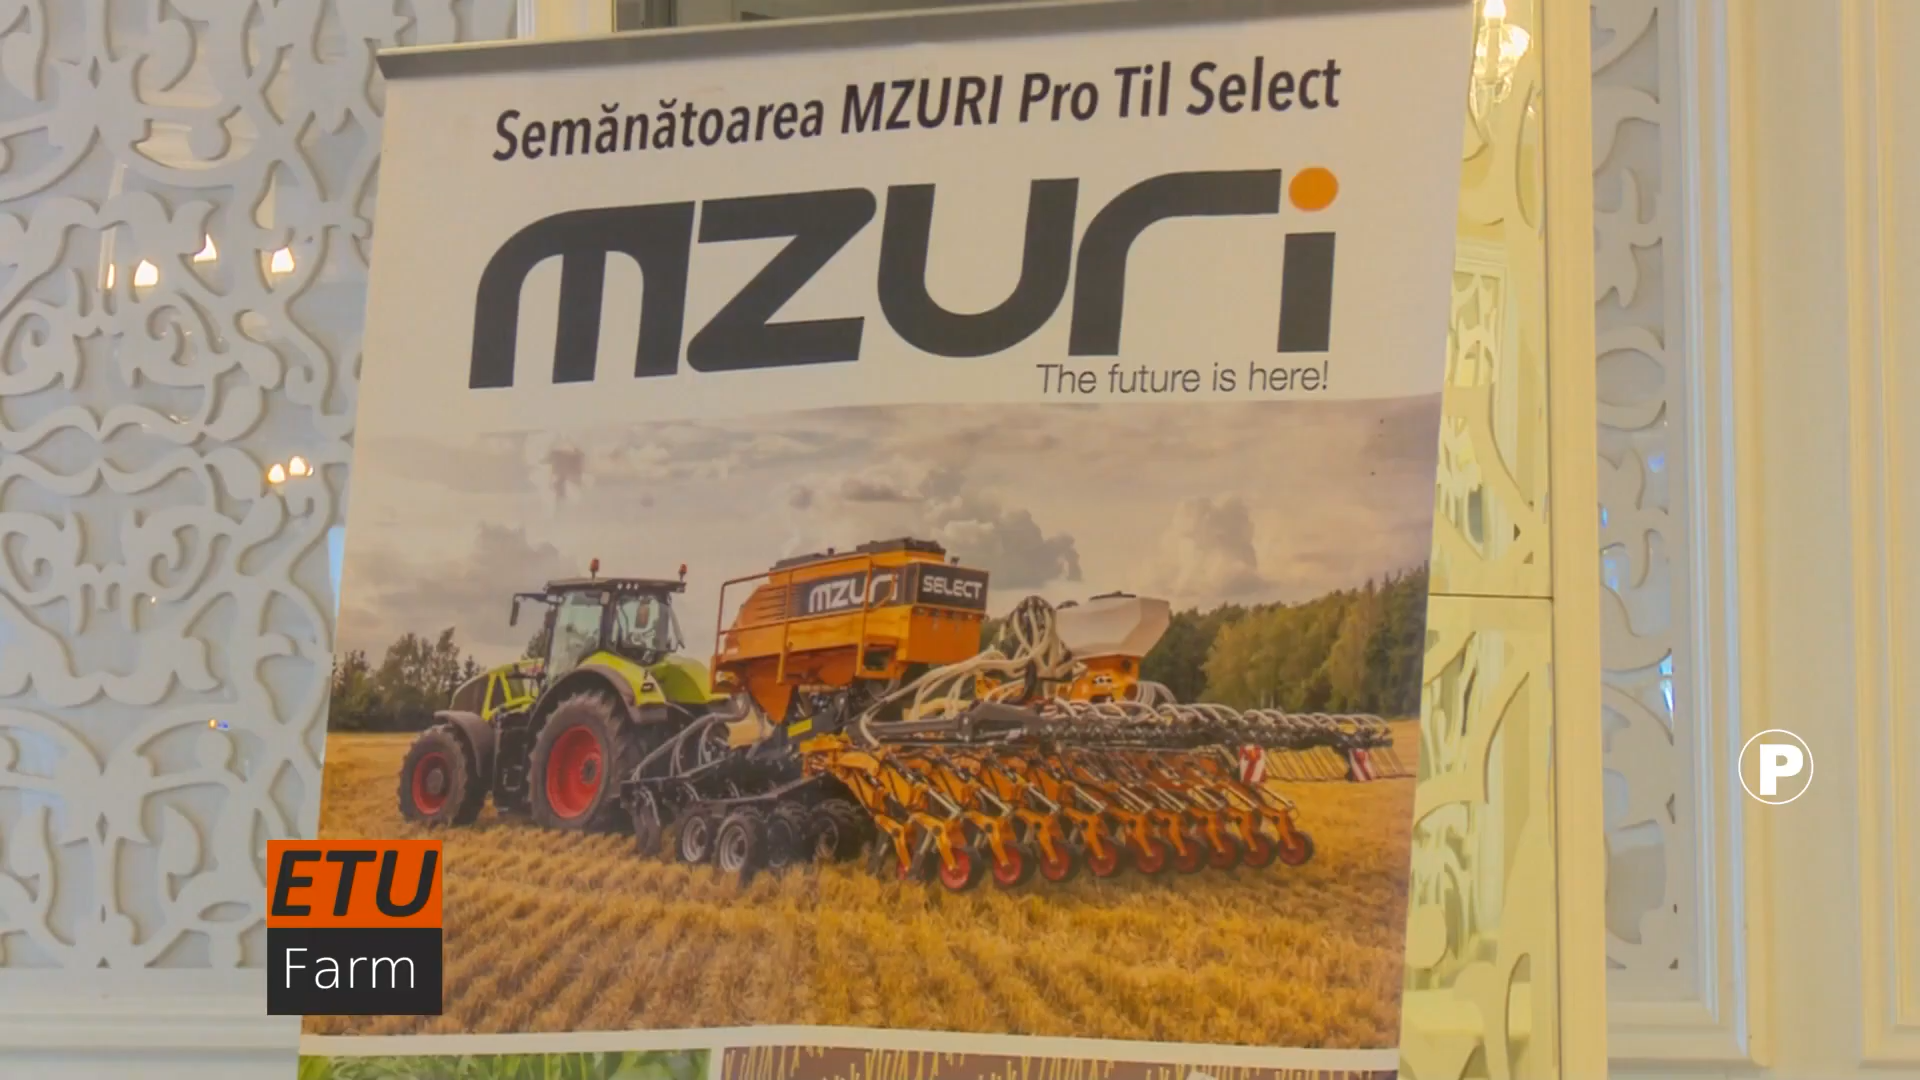 Semănătoarea MZURI Pro Til Select
mzuri
The future is here!
mzuri SELECT
ETU
Farm
P